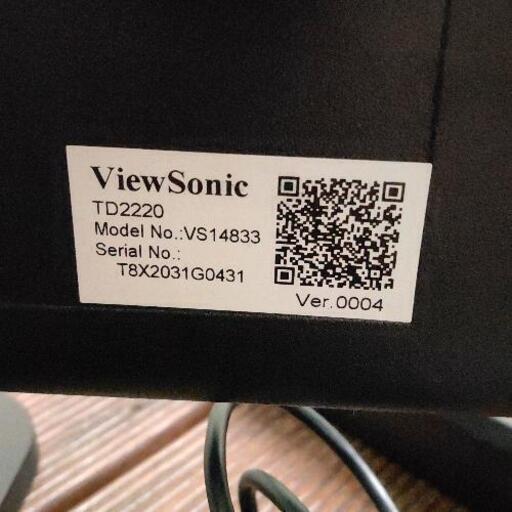 ViewSonic
TD2220
Model No.:VS14833
Serial No.:
T8X2031G0431
Ver.0004